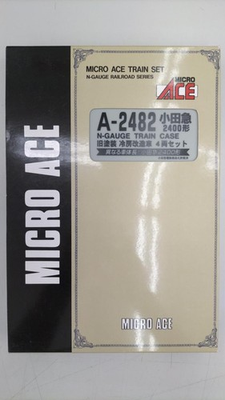 MICRO ACE TRAIN SET
N-GAUGE RAILROAD SERIES
MICRO
ACE
A-2482
小田急
2400形
N-GAUGE TRAIN CASE
旧塗装 冷房改造車 4両セット
MICRO ACE
MICRO ACE